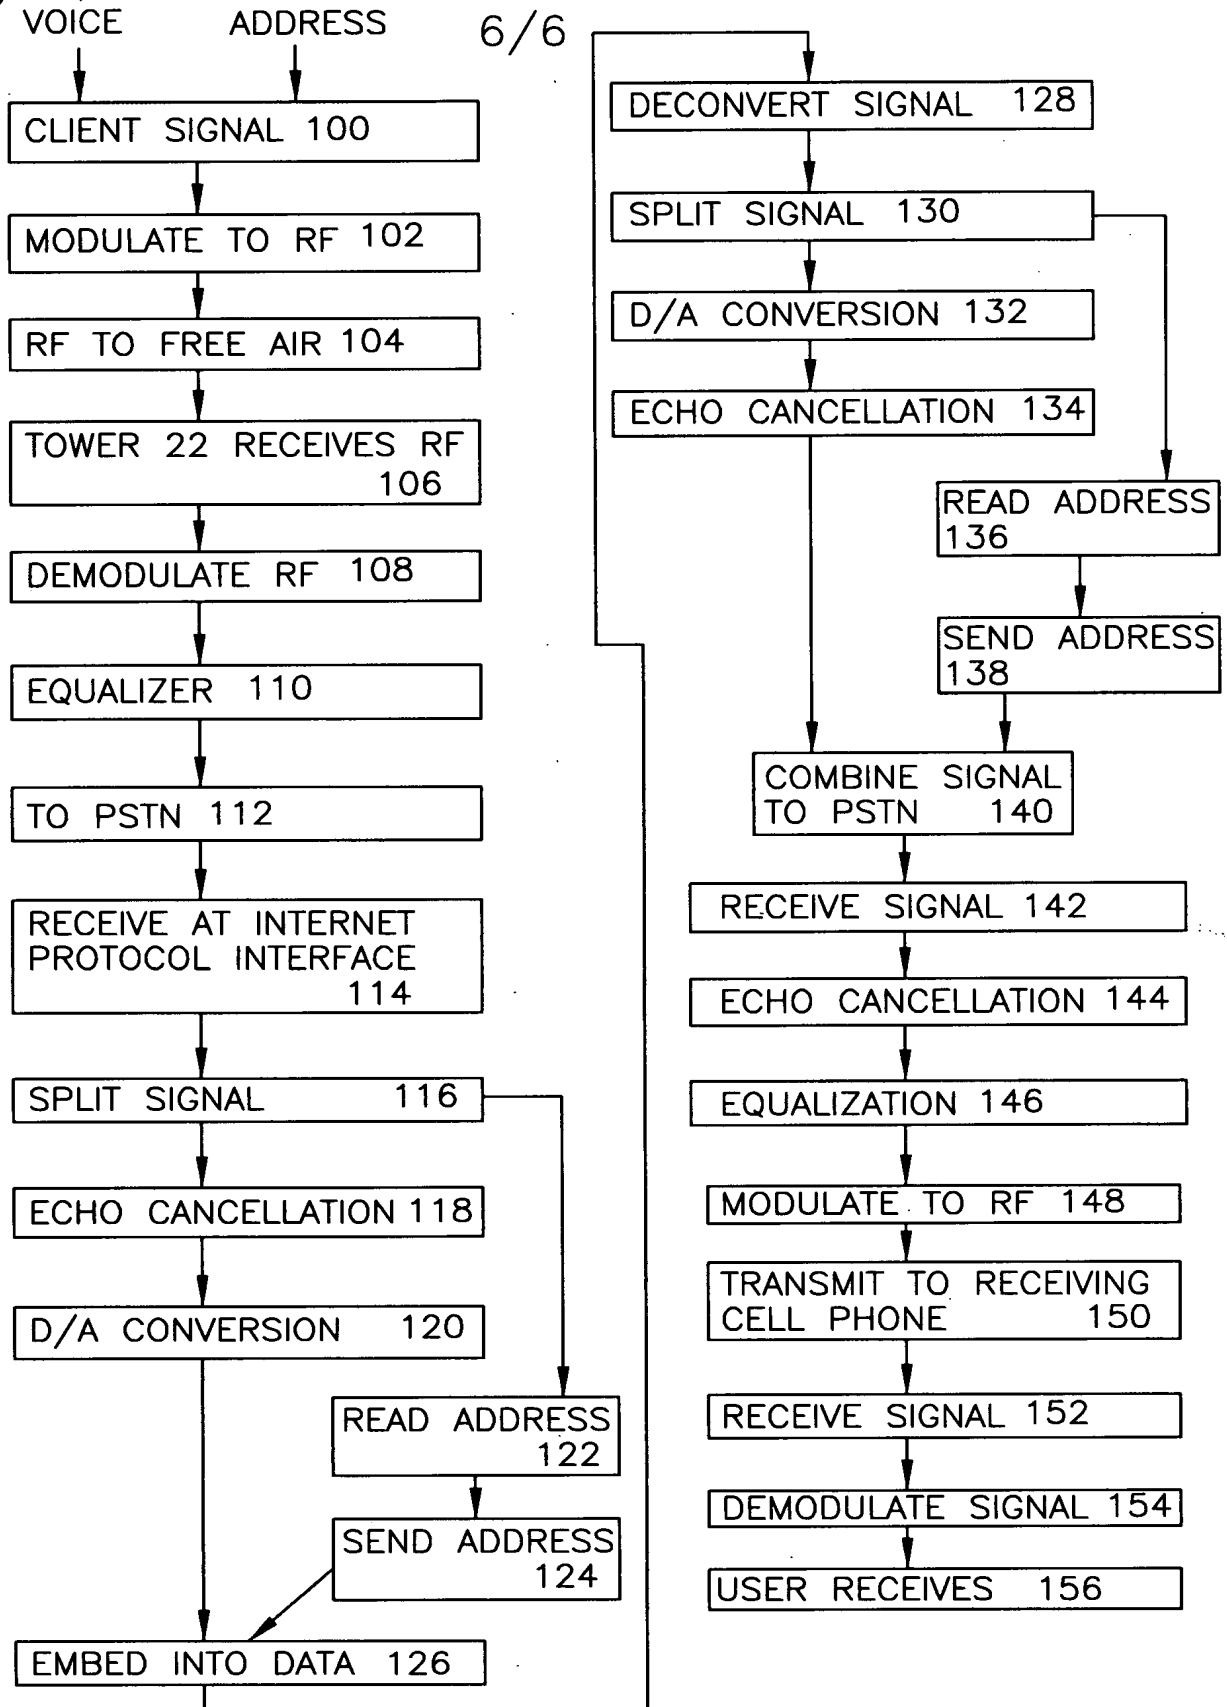 VOICE
ADDRESS
6/6
CLIENT SIGNAL 100
MODULATE TO RF 102
RF TO FREE AIR 104
TOWER 22 RECEIVES RF
106
DEMODULATE RF 108
EQUALIZER 110
TO PSTN 112
RECEIVE AT INTERNET
PROTOCOL INTERFACE
114
SPLIT SIGNAL 116
ECHO CANCELLATION 118
D/A CONVERSION 120
READ ADDRESS
122
SEND ADDRESS
124
EMBED INTO DATA 126
DECONVERT SIGNAL 128
SPLIT SIGNAL 130
D/A CONVERSION 132
ECHO CANCELLATION 134
READ ADDRESS
136
SEND ADDRESS
138
COMBINE SIGNAL
TO PSTN 140
RECEIVE SIGNAL 142
ECHO CANCELLATION 144
EQUALIZATION 146
MODULATE TO RF 148
TRANSMIT TO RECEIVING
CELL PHONE 150
RECEIVE SIGNAL 152
DEMODULATE SIGNAL 154
USER RECEIVES 156